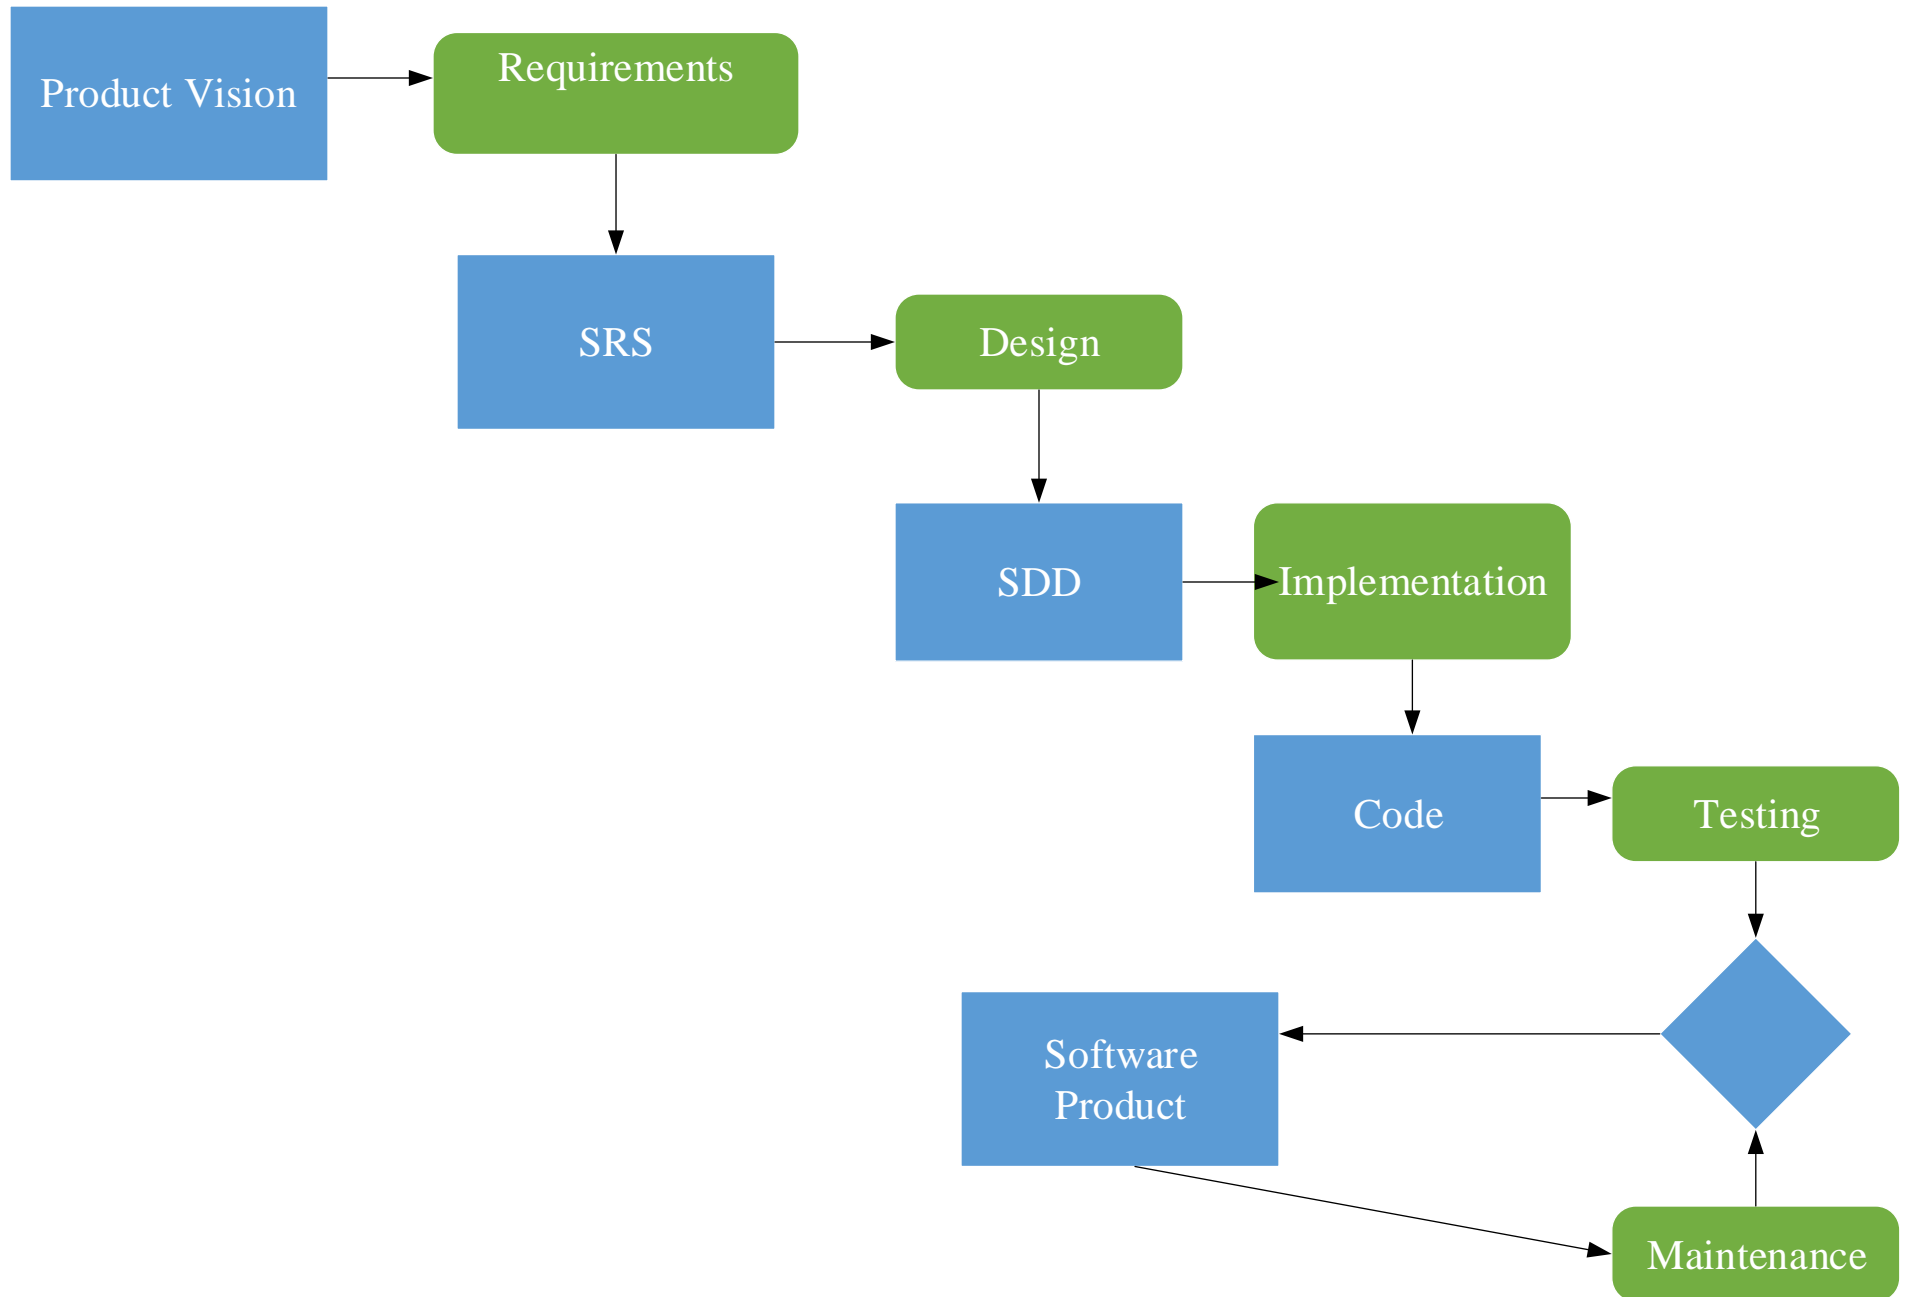 Product Vision
Requirements
SRS
Design
SDD
Implementation
Code
Testing
Software
Product
Maintenance